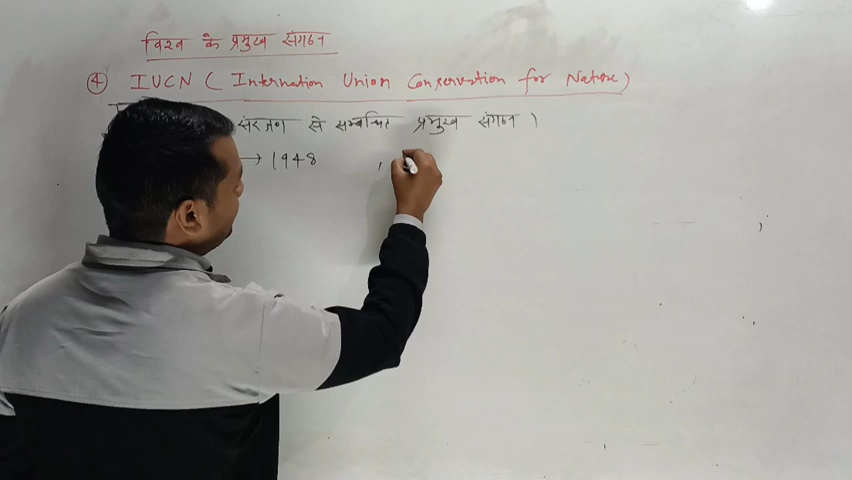 विश्व के प्रमुख संगठन
④ IUCN ( Internation Union Conservation for Nature )
संरक्षण से सम्बन्धित प्रमुख संगठन ।
→ 1948 ,